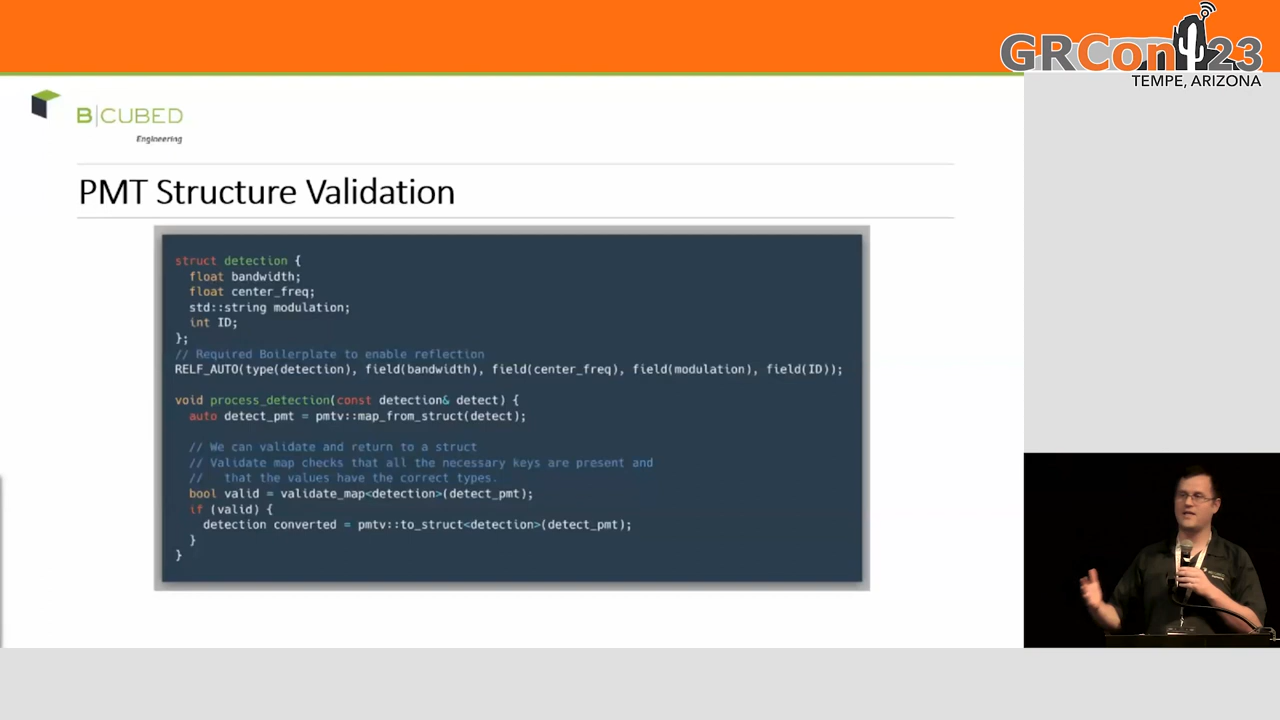 GRCon 23
TEMPE, ARIZONA
B|CUBED
Engineering
PMT Structure Validation
struct detection {
float bandwidth;
float center_freq;
std::string modulation;
int ID;
};
// Required Boilerplate to enable reflection
RELF_AUTO(type(detection), field(bandwidth), field(center_freq), field(modulation), field(ID));
void process_detection(const detection& detect) {
auto detect_pmt = pmtv::map_from_struct(detect);
// We can validate and return to a struct
// Validate map checks that all the necessary keys are present and
// that the values have the correct types.
bool valid = validate_map<detection>(detect_pmt);
if (valid) {
detection converted = pmtv::to_struct<detection>(detect_pmt);
}
}